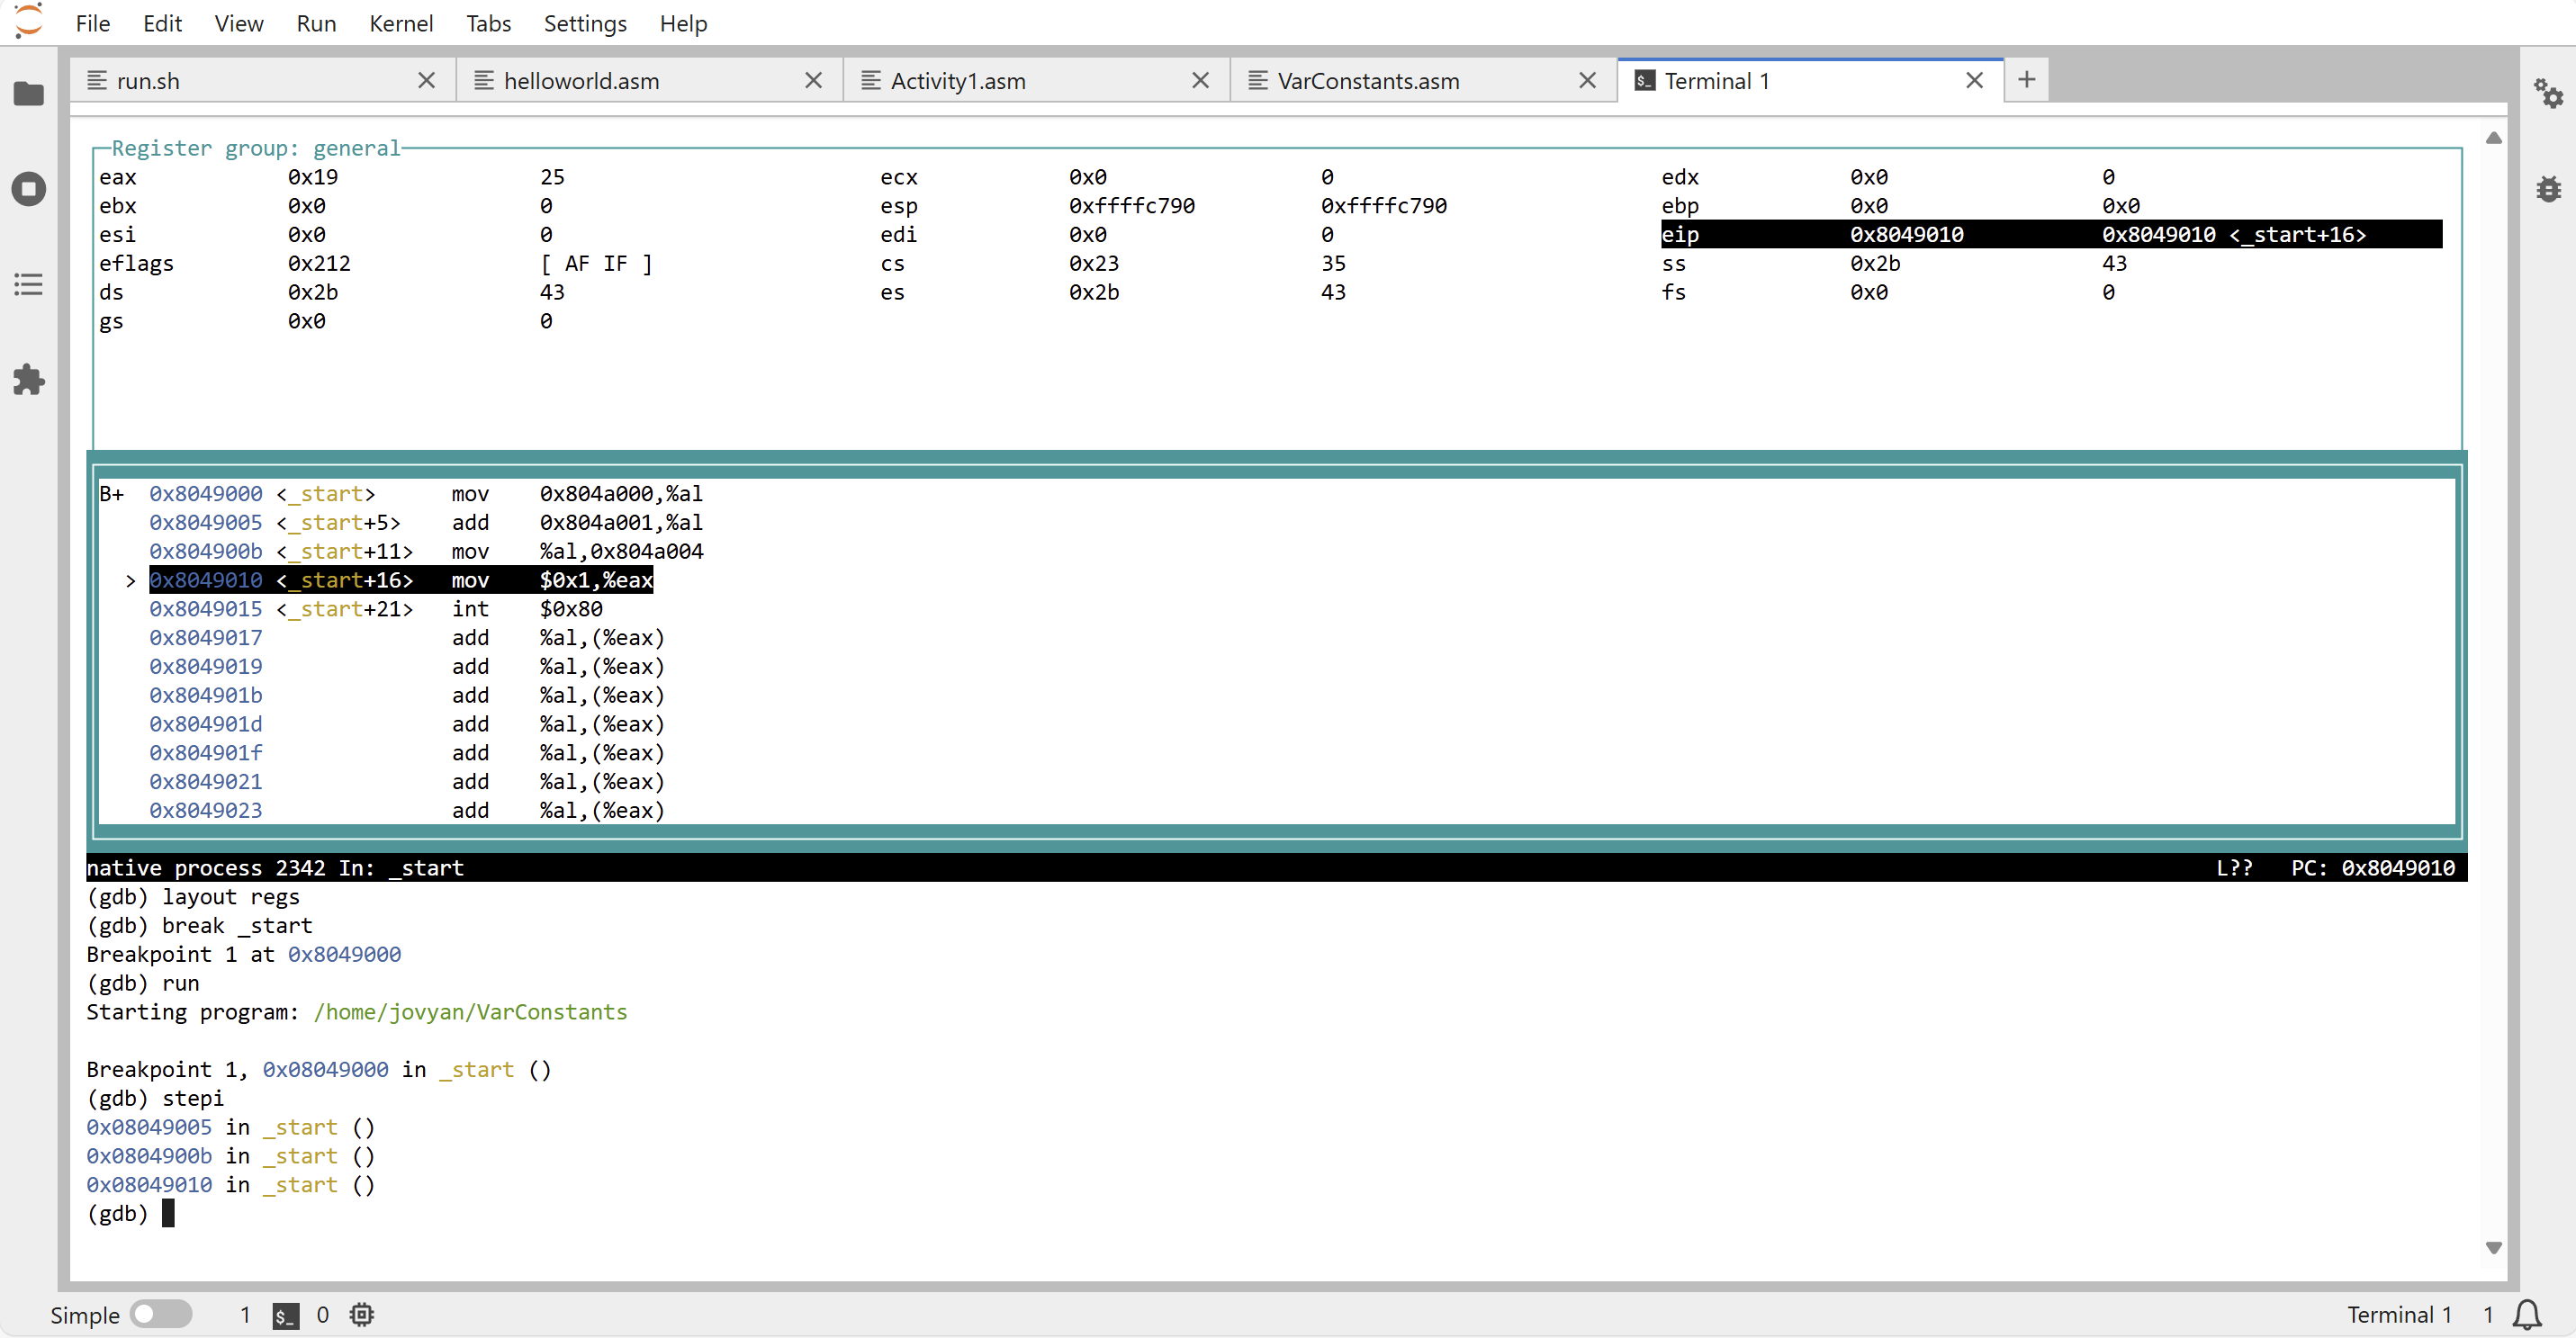 File Edit View Run Kernel Tabs Settings Help
run.sh helloworld.asm Activity1.asm VarConstants.asm Terminal 1
Register group: general
eax 0x19 25 ecx 0x0 0 edx 0x0 0
ebx 0x0 0 esp 0xffffc790 0xffffc790 ebp 0x0 0x0
esi 0x0 0 edi 0x0 0 eip 0x8049010 0x8049010 <_start+16>
eflags 0x212 [ AF IF ] cs 0x23 35 ss 0x2b 43
ds 0x2b 43 es 0x2b 43 fs 0x0 0
gs 0x0 0
B+ 0x8049000 <_start> mov 0x804a000,%al
0x8049005 <_start+5> add 0x804a001,%al
0x804900b <_start+11> mov %al,0x804a004
> 0x8049010 <_start+16> mov $0x1,%eax
0x8049015 <_start+21> int $0x80
0x8049017 add %al,(%eax)
0x8049019 add %al,(%eax)
0x804901b add %al,(%eax)
0x804901d add %al,(%eax)
0x804901f add %al,(%eax)
0x8049021 add %al,(%eax)
0x8049023 add %al,(%eax)
native process 2342 In: _start L?? PC: 0x8049010
(gdb) layout regs
(gdb) break _start
Breakpoint 1 at 0x8049000
(gdb) run
Starting program: /home/jovyan/VarConstants
Breakpoint 1, 0x08049000 in _start ()
(gdb) stepi
0x08049005 in _start ()
0x0804900b in _start ()
0x08049010 in _start ()
(gdb)
Simple 1 $_ 0 Terminal 1 1